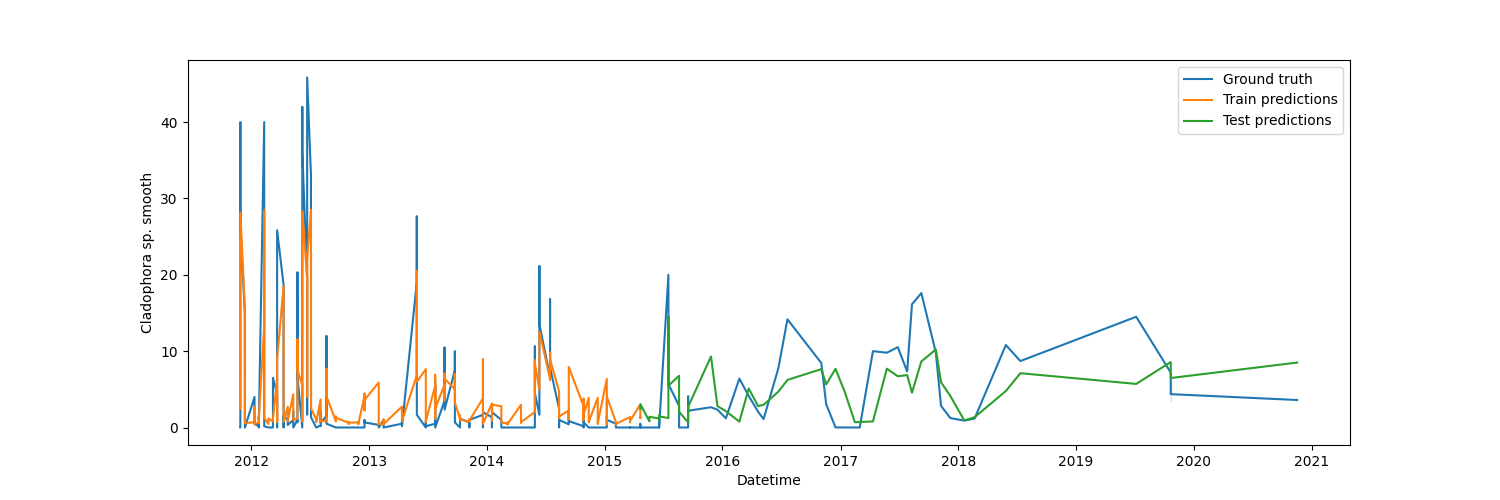 Ground truth
Train predictions
Test predictions
Cladophora sp. smooth
40
30
20
10
0
2012 2013 2014 2015 2016 2017 2018 2019 2020 2021
Datetime